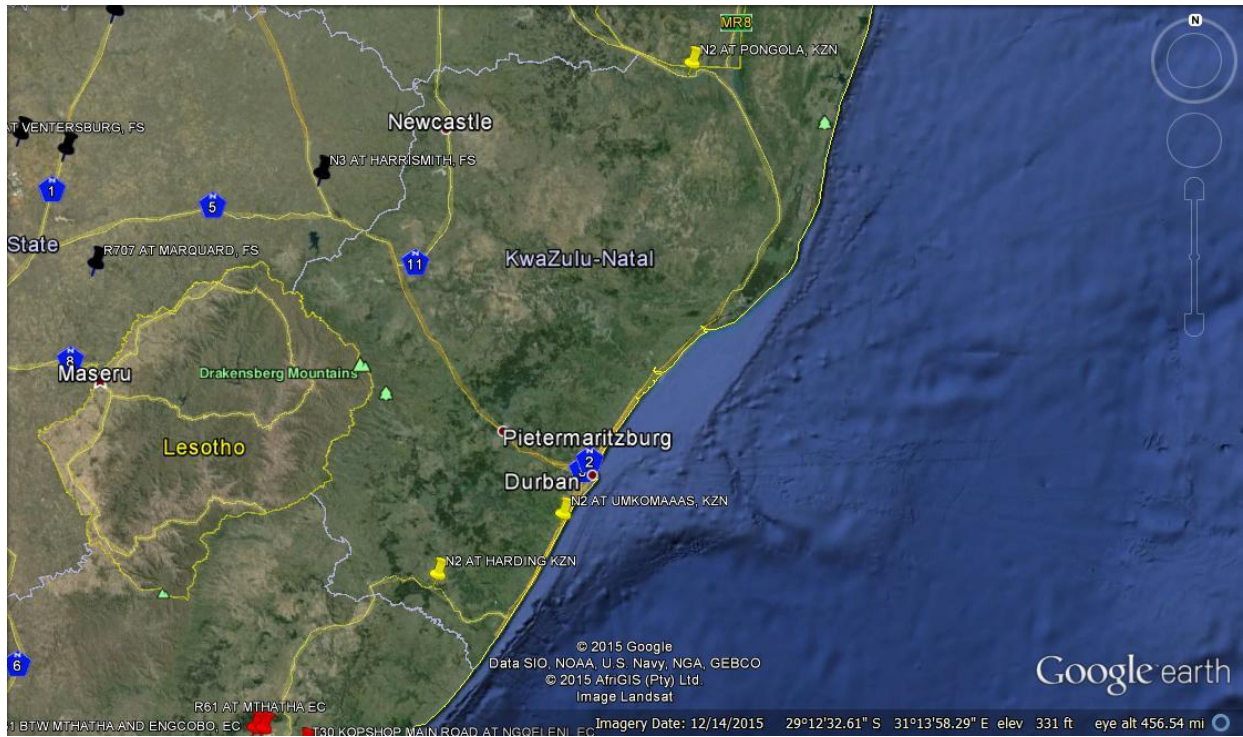 MR8
N2 AT PONGOLA, KZN
Newcastle
AT VENTERSBURG, FS
N3 AT HARRISMITH, FS
N
1
N
5
State
R707 AT MARQUARD, FS
N
11
KwaZulu-Natal
N
8
Maseru
Drakensberg Mountains
Lesotho
Pietermaritzburg
N
2
3
Durban
N2 AT UMKOMAAAS, KZN
N2 AT HARDING KZN
N
6
R61 AT MTHATHA EC
61 BTW MTHATHA AND ENGCOBO, EC
T30 KOPSHOP MAIN ROAD AT NGQELENI, EC
© 2015 Google
Data SIO, NOAA, U.S. Navy, NGA, GEBCO
© 2015 AfriGIS (Pty) Ltd.
Image Landsat
Google earth
Imagery Date: 12/14/2015 29°12'32.61" S 31°13'58.29" E elev 331 ft eye alt 456.54 mi
N